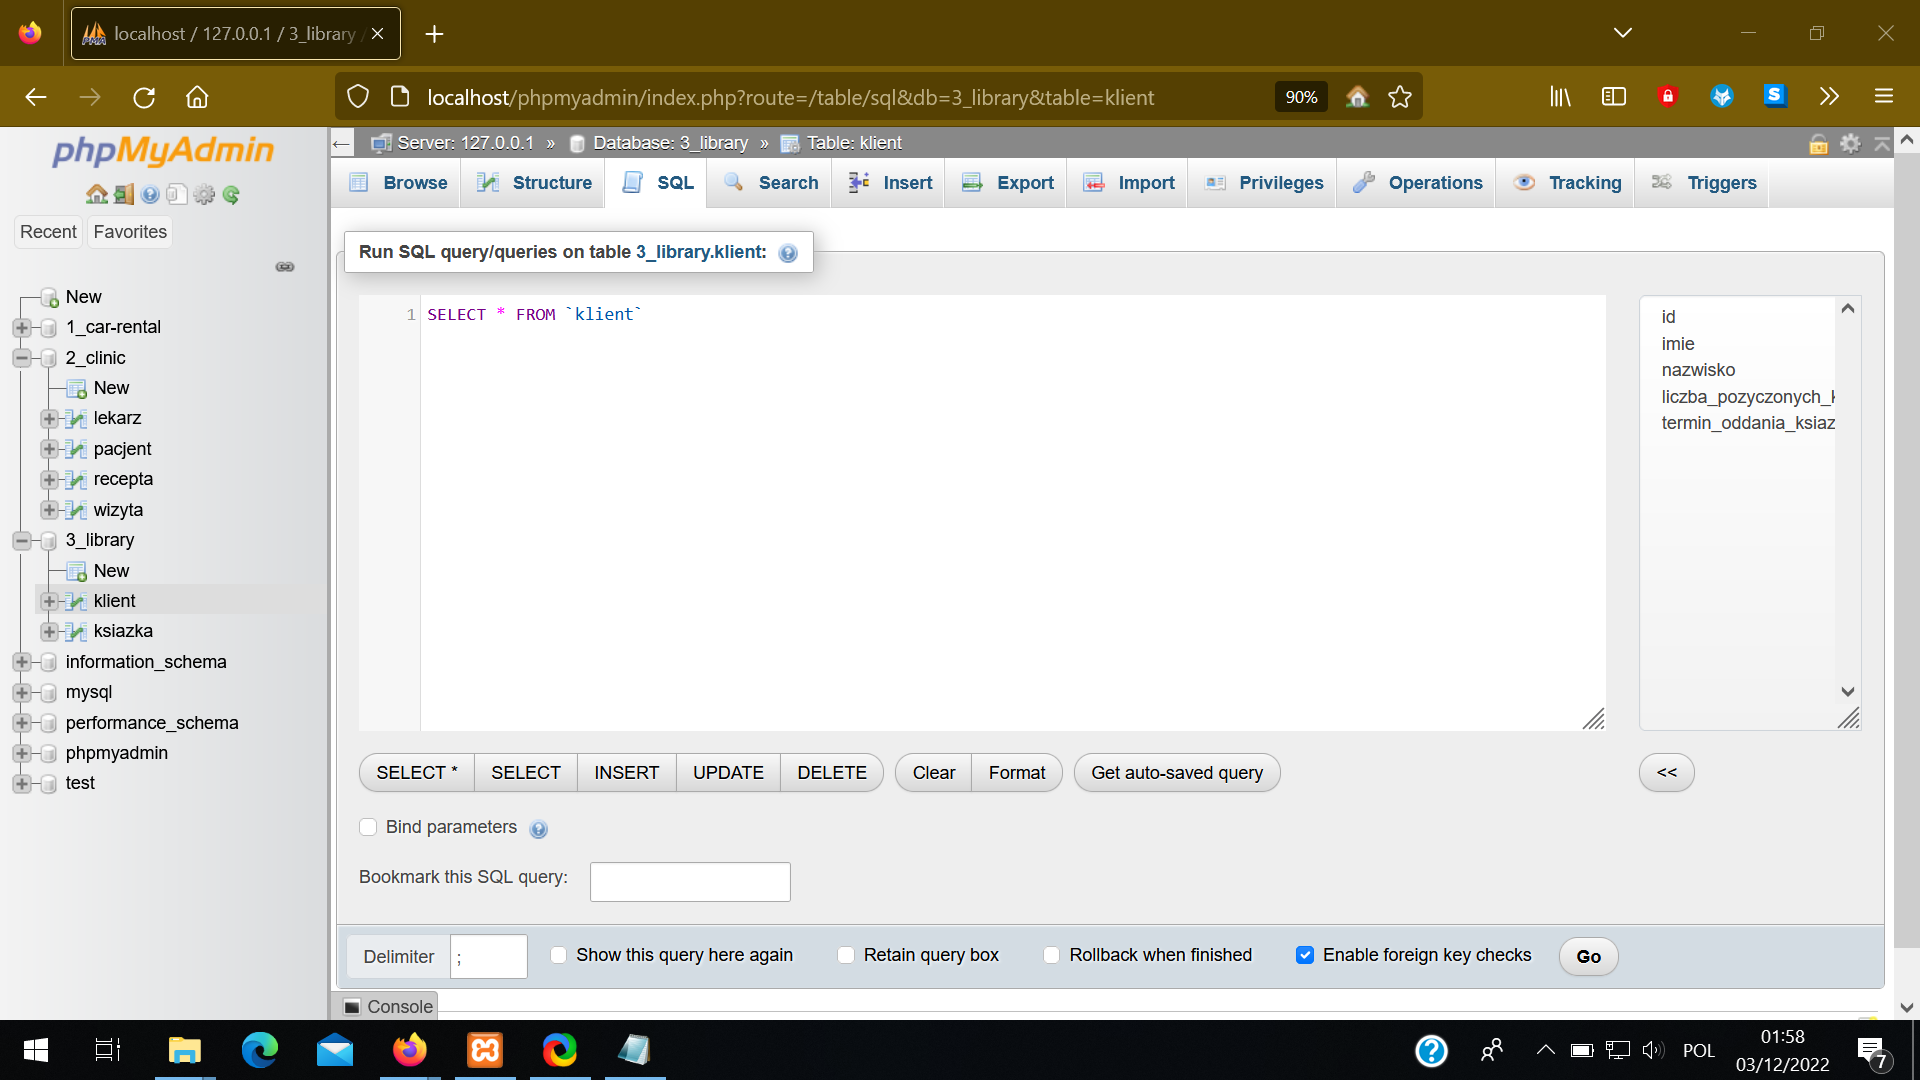 localhost / 127.0.0.1 / 3_library /
localhost/phpmyadmin/index.php?route=/table/sql&db=3_library&table=klient
90%
phpMyAdmin
Recent
Favorites
New
1_car-rental
2_clinic
New
lekarz
pacjent
recepta
wizyta
3_library
New
klient
ksiazka
information_schema
mysql
performance_schema
phpmyadmin
test
Server: 127.0.0.1 » Database: 3_library » Table: klient
Browse Structure SQL Search Insert Export Import Privileges Operations Tracking Triggers
Run SQL query/queries on table 3_library.klient:
1 SELECT * FROM `klient`
id
imie
nazwisko
liczba_pozyczonych_k
termin_oddania_ksiaz
SELECT * SELECT INSERT UPDATE DELETE Clear Format Get auto-saved query <<
Bind parameters
Bookmark this SQL query:
Delimiter ; Show this query here again Retain query box Rollback when finished Enable foreign key checks Go
Console
POL
01:58
03/12/2022
7